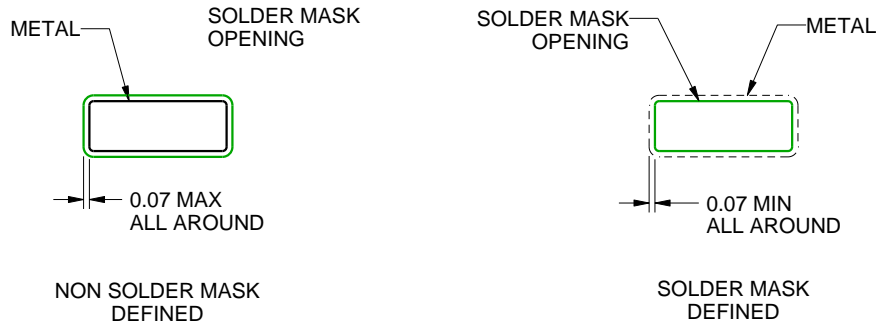 METAL
SOLDER MASK
OPENING
0.07 MAX
ALL AROUND
NON SOLDER MASK
DEFINED
SOLDER MASK
OPENING
METAL
0.07 MIN
ALL AROUND
SOLDER MASK
DEFINED